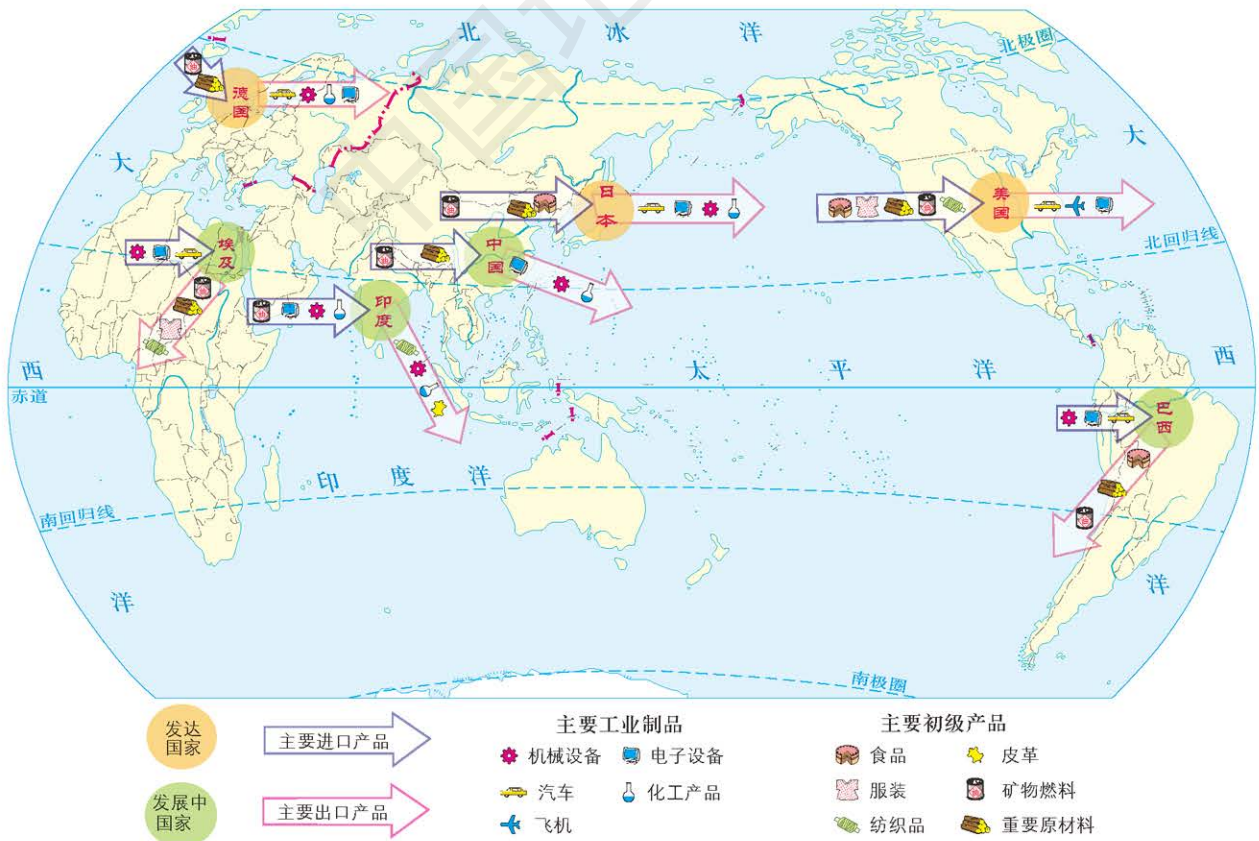 北 冰 洋
北极圈
德国
大
大
日本
美国
埃及
中国
北回归线
印度
西
太 平 洋
西
赤道
巴西
印 度 洋
南回归线
洋
洋
南极圈
发达国家
主要进口产品
发展中国家
主要出口产品
主要工业制品
机械设备
电子设备
汽车
化工产品
飞机
主要初级产品
食品
皮革
服装
矿物燃料
纺织品
重要原材料